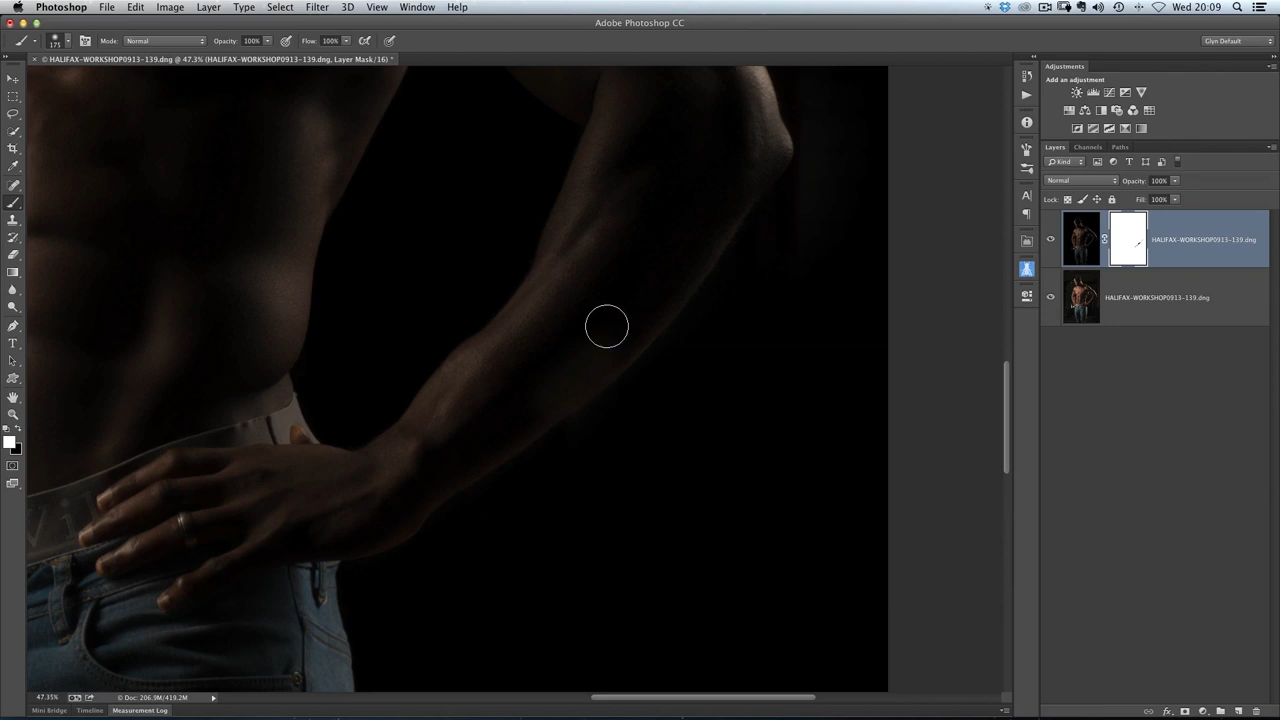 Photoshop File Edit Image Layer Type Select Filter 3D View Window Help Wed 20:09
Adobe Photoshop CC
175 Mode: Normal Opacity: 100% Flow: 100% Glyn Default
× © HALIFAX-WORKSHOP0913-139.dng @ 47.3% (HALIFAX-WORKSHOP0913-139.dng, Layer Mask/16) *
Adjustments
Add an adjustment
Layers Channels Paths
Kind
Normal Opacity: 100%
Lock: Fill: 100%
HALIFAX-WORKSHOP0913-139.dng
HALIFAX-WORKSHOP0913-139.dng
47.35% Doc: 206.9M/419.2M
Mini Bridge Timeline Measurement Log